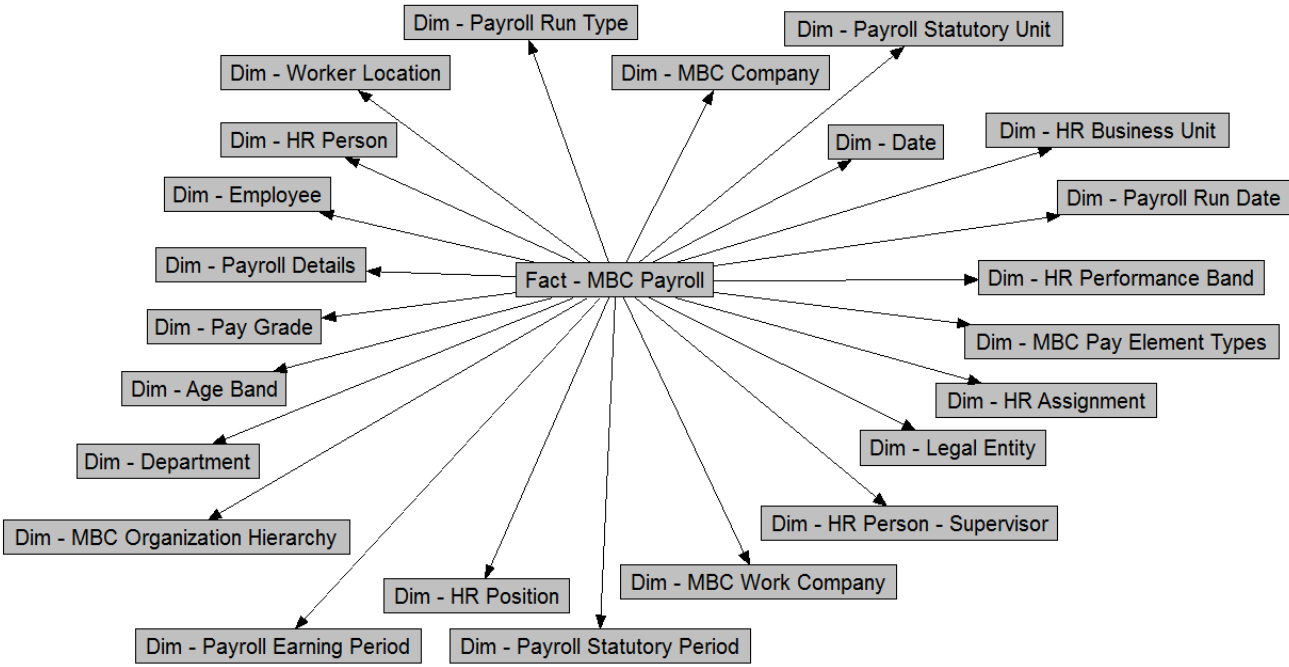 Dim - Payroll Run Type
Dim - Payroll Statutory Unit
Dim - Worker Location
Dim - MBC Company
Dim - HR Person
Dim - Date
Dim - HR Business Unit
Dim - Employee
Dim - Payroll Run Date
Dim - Payroll Details
Fact - MBC Payroll
Dim - HR Performance Band
Dim - Pay Grade
Dim - MBC Pay Element Types
Dim - Age Band
Dim - HR Assignment
Dim - Department
Dim - Legal Entity
Dim - MBC Organization Hierarchy
Dim - HR Person - Supervisor
Dim - HR Position
Dim - MBC Work Company
Dim - Payroll Earning Period
Dim - Payroll Statutory Period